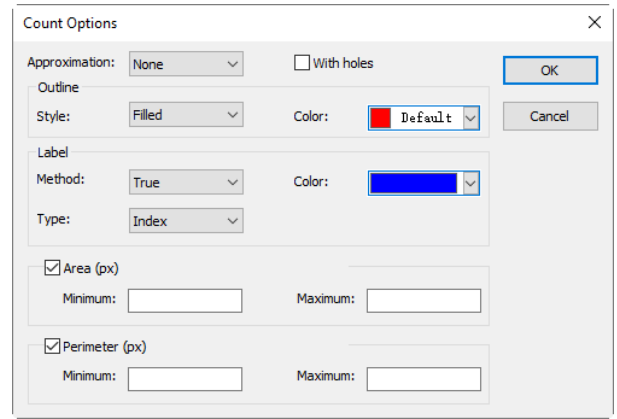 Count Options
Approximation: None With holes OK
Outline
Style: Filled Color: Default Cancel
Label
Method: True Color:
Type: Index
Area (px)
Minimum: Maximum:
Perimeter (px)
Minimum: Maximum: